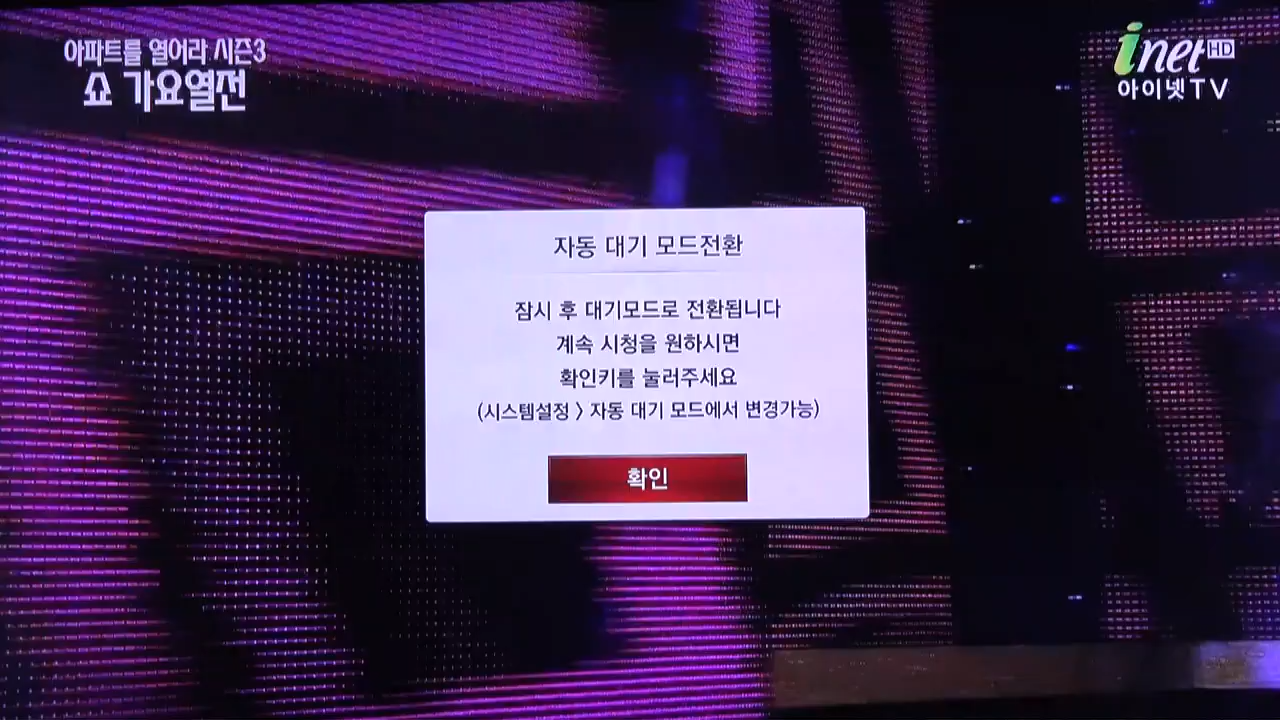 아파트를 열어라 시즌3
쇼 가요열전
inet HD
아이넷TV
자동 대기 모드전환
잠시 후 대기모드로 전환됩니다
계속 시청을 원하시면
확인키를 눌러주세요
(시스템설정 > 자동 대기 모드에서 변경가능)
확인